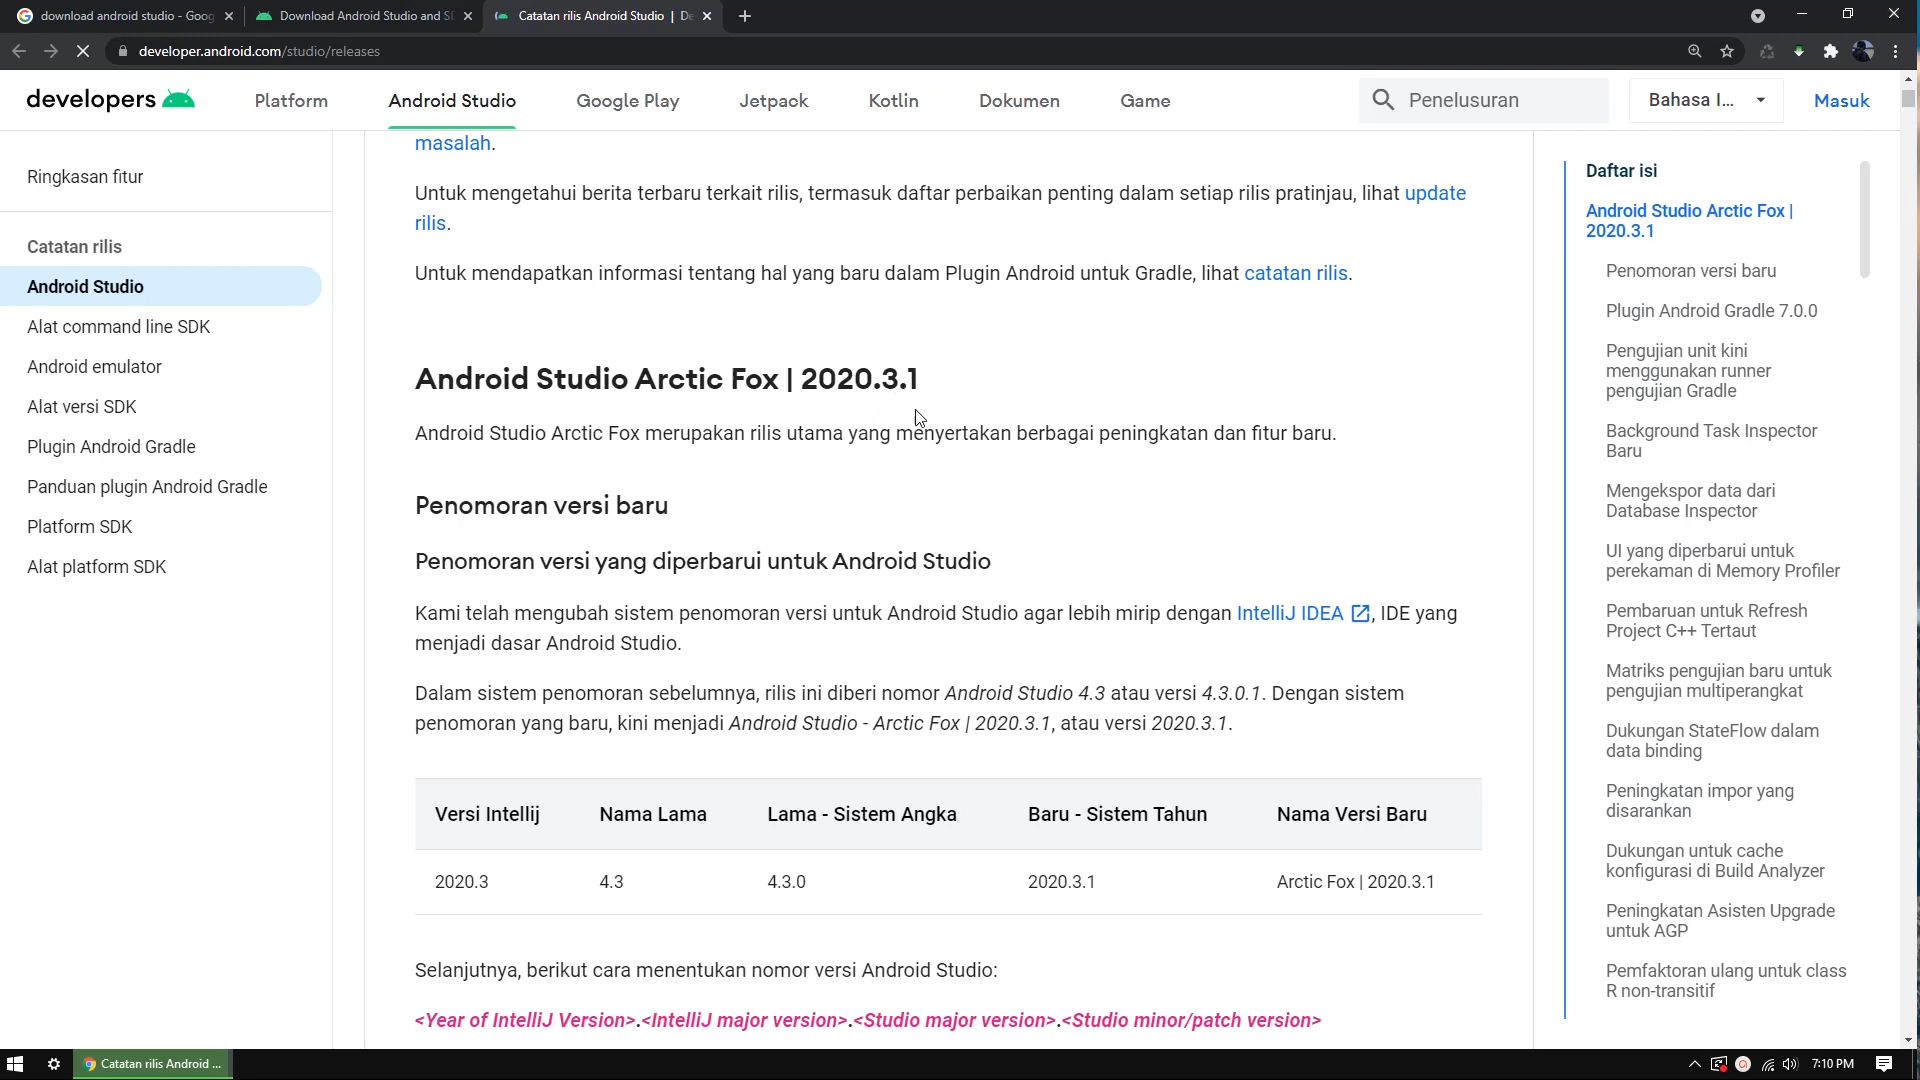 download android studio - Goog
Download Android Studio and S
Catatan rilis Android Studio | De
developer.android.com/studio/releases
developers
Platform
Android Studio
Google Play
Jetpack
Kotlin
Dokumen
Game
Penelusuran
Bahasa I...
Masuk
Ringkasan fitur
Catatan rilis
Android Studio
Alat command line SDK
Android emulator
Alat versi SDK
Plugin Android Gradle
Panduan plugin Android Gradle
Platform SDK
Alat platform SDK
masalah.
Untuk mengetahui berita terbaru terkait rilis, termasuk daftar perbaikan penting dalam setiap rilis pratinjau, lihat update
rilis.
Untuk mendapatkan informasi tentang hal yang baru dalam Plugin Android untuk Gradle, lihat catatan rilis.
Android Studio Arctic Fox | 2020.3.1
Android Studio Arctic Fox merupakan rilis utama yang menyertakan berbagai peningkatan dan fitur baru.
Penomoran versi baru
Penomoran versi yang diperbarui untuk Android Studio
Kami telah mengubah sistem penomoran versi untuk Android Studio agar lebih mirip dengan IntelliJ IDEA, IDE yang
menjadi dasar Android Studio.
Dalam sistem penomoran sebelumnya, rilis ini diberi nomor Android Studio 4.3 atau versi 4.3.0.1. Dengan sistem
penomoran yang baru, kini menjadi Android Studio - Arctic Fox | 2020.3.1, atau versi 2020.3.1.
Versi Intellij Nama Lama Lama - Sistem Angka Baru - Sistem Tahun Nama Versi Baru
2020.3 4.3 4.3.0 2020.3.1 Arctic Fox | 2020.3.1
Selanjutnya, berikut cara menentukan nomor versi Android Studio:
<Year of IntelliJ Version>.<IntelliJ major version>.<Studio major version>.<Studio minor/patch version>
Daftar isi
Android Studio Arctic Fox |
2020.3.1
Penomoran versi baru
Plugin Android Gradle 7.0.0
Pengujian unit kini
menggunakan runner
pengujian Gradle
Background Task Inspector
Baru
Mengekspor data dari
Database Inspector
UI yang diperbarui untuk
perekaman di Memory Profiler
Pembaruan untuk Refresh
Project C++ Tertaut
Matriks pengujian baru untuk
pengujian multiperangkat
Dukungan StateFlow dalam
data binding
Peningkatan impor yang
disarankan
Dukungan untuk cache
konfigurasi di Build Analyzer
Peningkatan Asisten Upgrade
untuk AGP
Pemfaktoran ulang untuk class
R non-transitif
Catatan rilis Android ...
7:10 PM